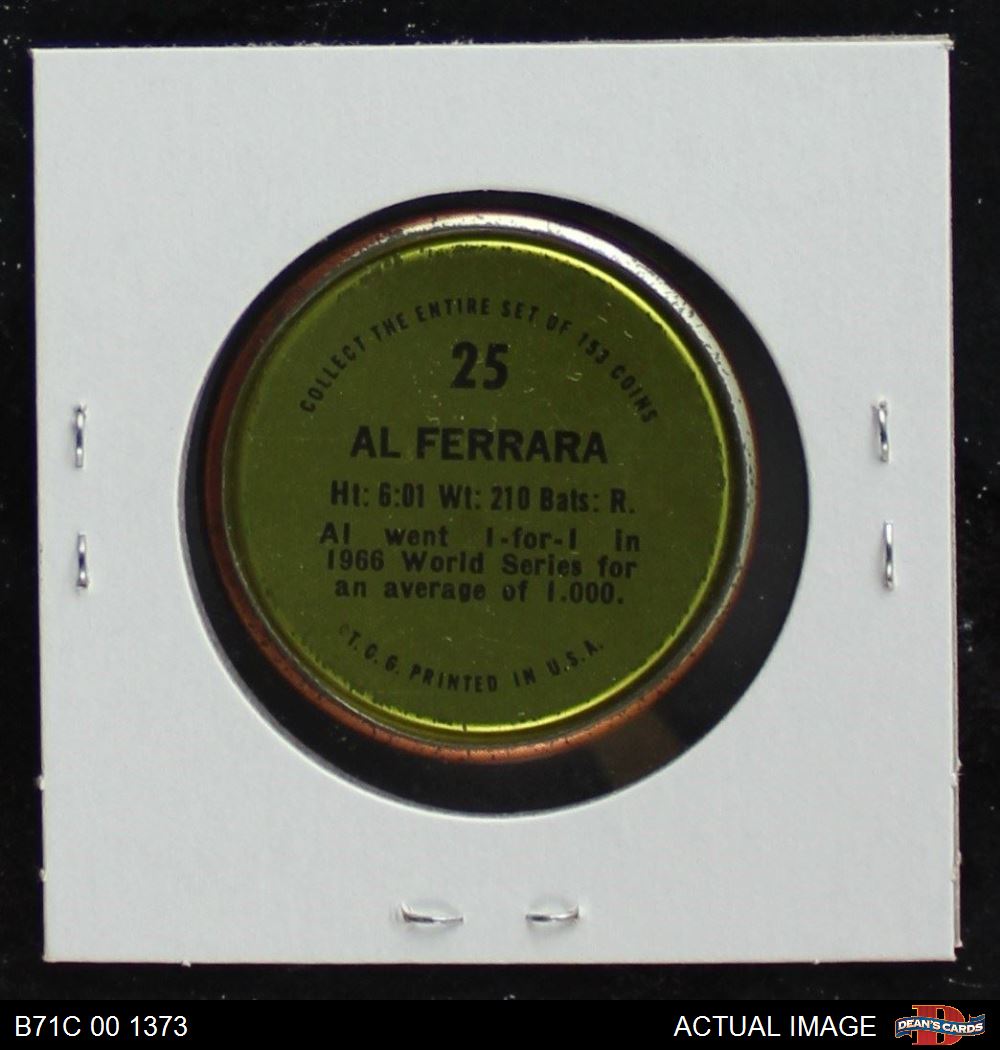 COLLECT THE ENTIRE SET OF 153 COINS
25
AL FERRARA
Ht: 6:01 Wt: 210 Bats: R.
Al went 1-for-1 in
1966 World Series for
an average of 1.000.
©T.C.G. PRINTED IN U.S.A.
B71C 00 1373
ACTUAL IMAGE
DEAN'S CARDS